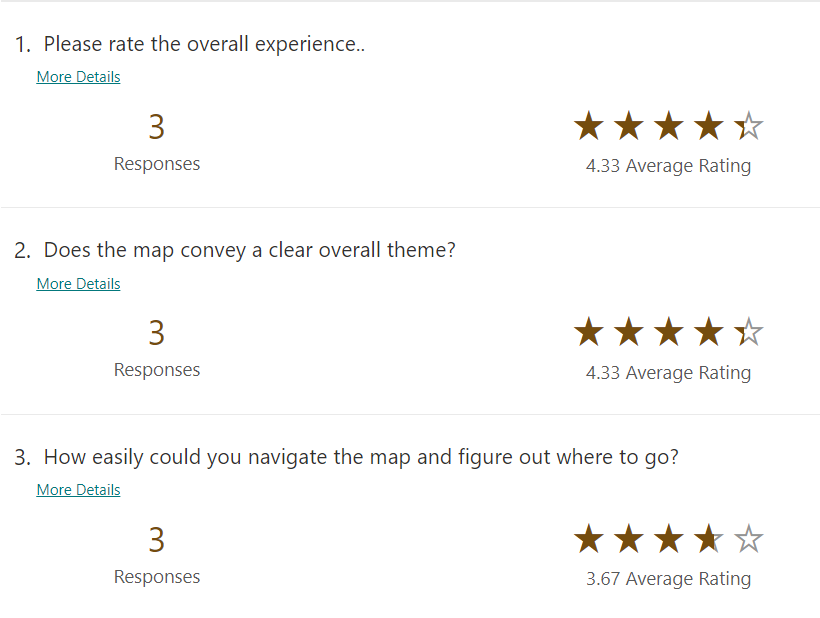 1. Please rate the overall experience..
More Details
3
Responses
4.33 Average Rating
2. Does the map convey a clear overall theme?
More Details
3
Responses
4.33 Average Rating
3. How easily could you navigate the map and figure out where to go?
More Details
3
Responses
3.67 Average Rating